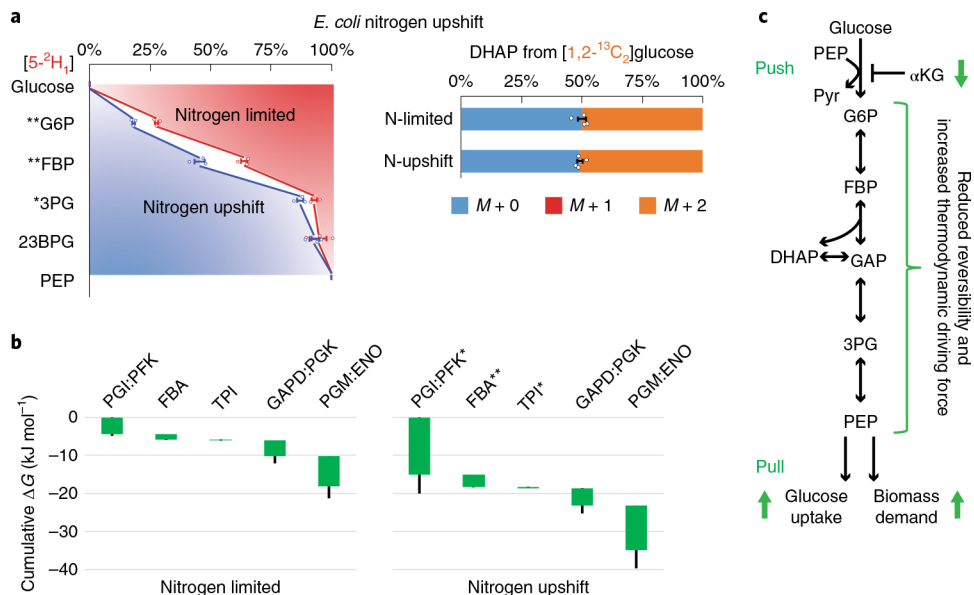 a
E. coli nitrogen upshift
0% 50% 100%
[5-²H₁]
Glucose
**G6P
**FBP
*3PG
23BPG
PEP
Nitrogen limited
Nitrogen upshift
DHAP from [1,2-¹³C₂]glucose
0% 25% 50% 75% 100%
N-limited
N-upshift
M + 0 M + 1 M + 2
b
Cumulative ΔG (kJ mol⁻¹)
0
−10
−20
−30
−40
PGI:PFK FBA TPI GAPD:PGK PGM:ENO
Nitrogen limited
PGI:PFK* FBA** TPI* GAPD:PGK PGM:ENO
Nitrogen upshift
c
Glucose
PEP
Push
αKG
Pyr
G6P
FBP
DHAP
GAP
3PG
PEP
Reduced reversibility and
increased thermodynamic driving force
Pull
Glucose
uptake
Biomass
demand